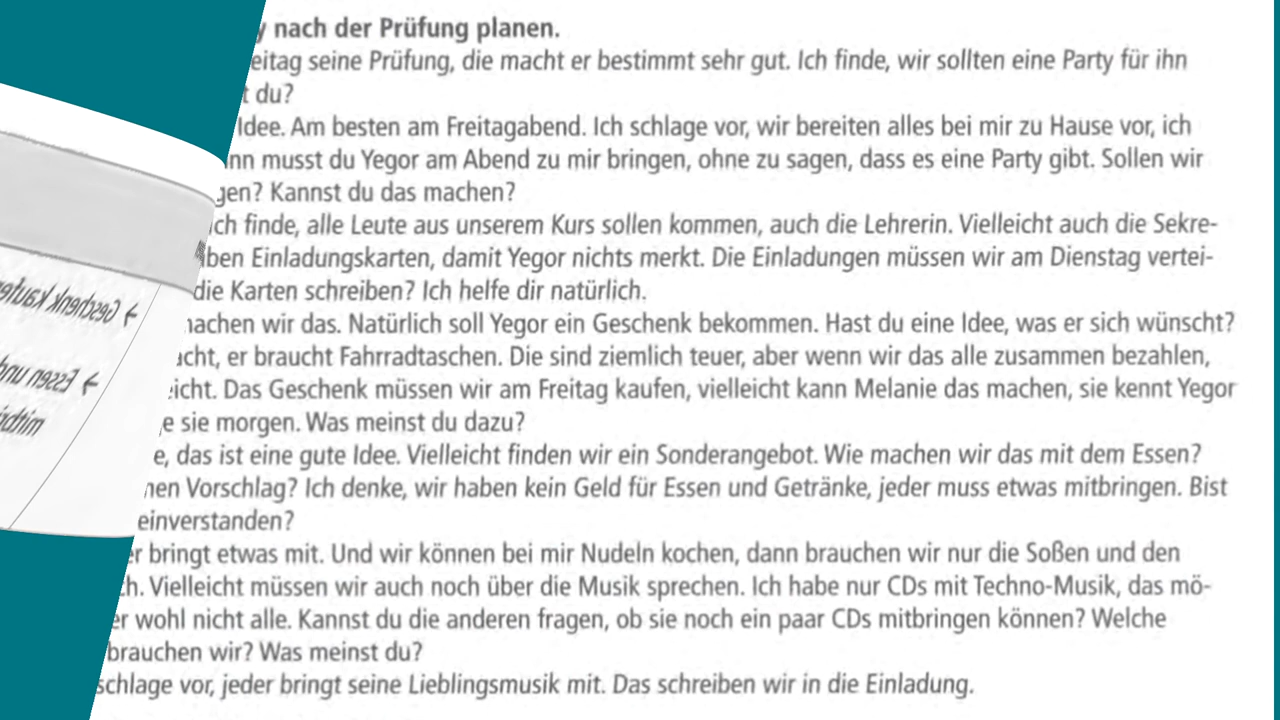 nach der Prüfung planen.
seine Prüfung, die macht er bestimmt sehr gut. Ich finde, wir sollten eine Party für ihn
du?
Idee. Am besten am Freitagabend. Ich schlage vor, wir bereiten alles bei mir zu Hause vor, ich
musst du Yegor am Abend zu mir bringen, ohne zu sagen, dass es eine Party gibt. Sollen wir
Kannst du das machen?
finde, alle Leute aus unserem Kurs sollen kommen, auch die Lehrerin. Vielleicht auch die Sekre-
Einladungskarten, damit Yegor nichts merkt. Die Einladungen müssen wir am Dienstag vertei-
die Karten schreiben? Ich helfe dir natürlich.
wir das. Natürlich soll Yegor ein Geschenk bekommen. Hast du eine Idee, was er sich wünscht?
er braucht Fahrradtaschen. Die sind ziemlich teuer, aber wenn wir das alle zusammen bezahlen,
Das Geschenk müssen wir am Freitag kaufen, vielleicht kann Melanie das machen, sie kennt Yegor
sie morgen. Was meinst du dazu?
das ist eine gute Idee. Vielleicht finden wir ein Sonderangebot. Wie machen wir das mit dem Essen?
Vorschlag? Ich denke, wir haben kein Geld für Essen und Getränke, jeder muss etwas mitbringen. Bist
einverstanden?
bringt etwas mit. Und wir können bei mir Nudeln kochen, dann brauchen wir nur die Soßen und den
Vielleicht müssen wir auch noch über die Musik sprechen. Ich habe nur CDs mit Techno-Musik, das mö-
wohl nicht alle. Kannst du die anderen fragen, ob sie noch ein paar CDs mitbringen können? Welche
brauchen wir? Was meinst du?
schlage vor, jeder bringt seine Lieblingsmusik mit. Das schreiben wir in die Einladung.
→ Geschenk
→ Essen